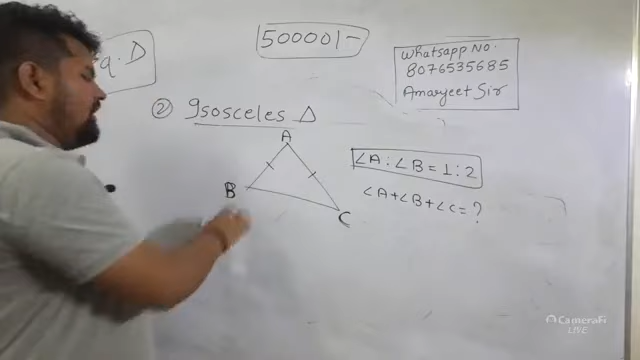 q. D
500001-
Whatsapp No.
8076535685
Amarjeet Sir
② Isosceles Δ
A
B
C
∠A : ∠B = 1 : 2
∠A + ∠B + ∠C = ?
CameraFi
LIVE